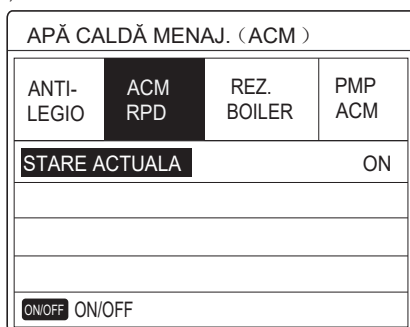 APĂ CALDĂ MENAJ.（ACM）
ANTI-LEGIO
ACM RPD
REZ. BOILER
PMP ACM
STARE ACTUALA ON
ON/OFF ON/OFF